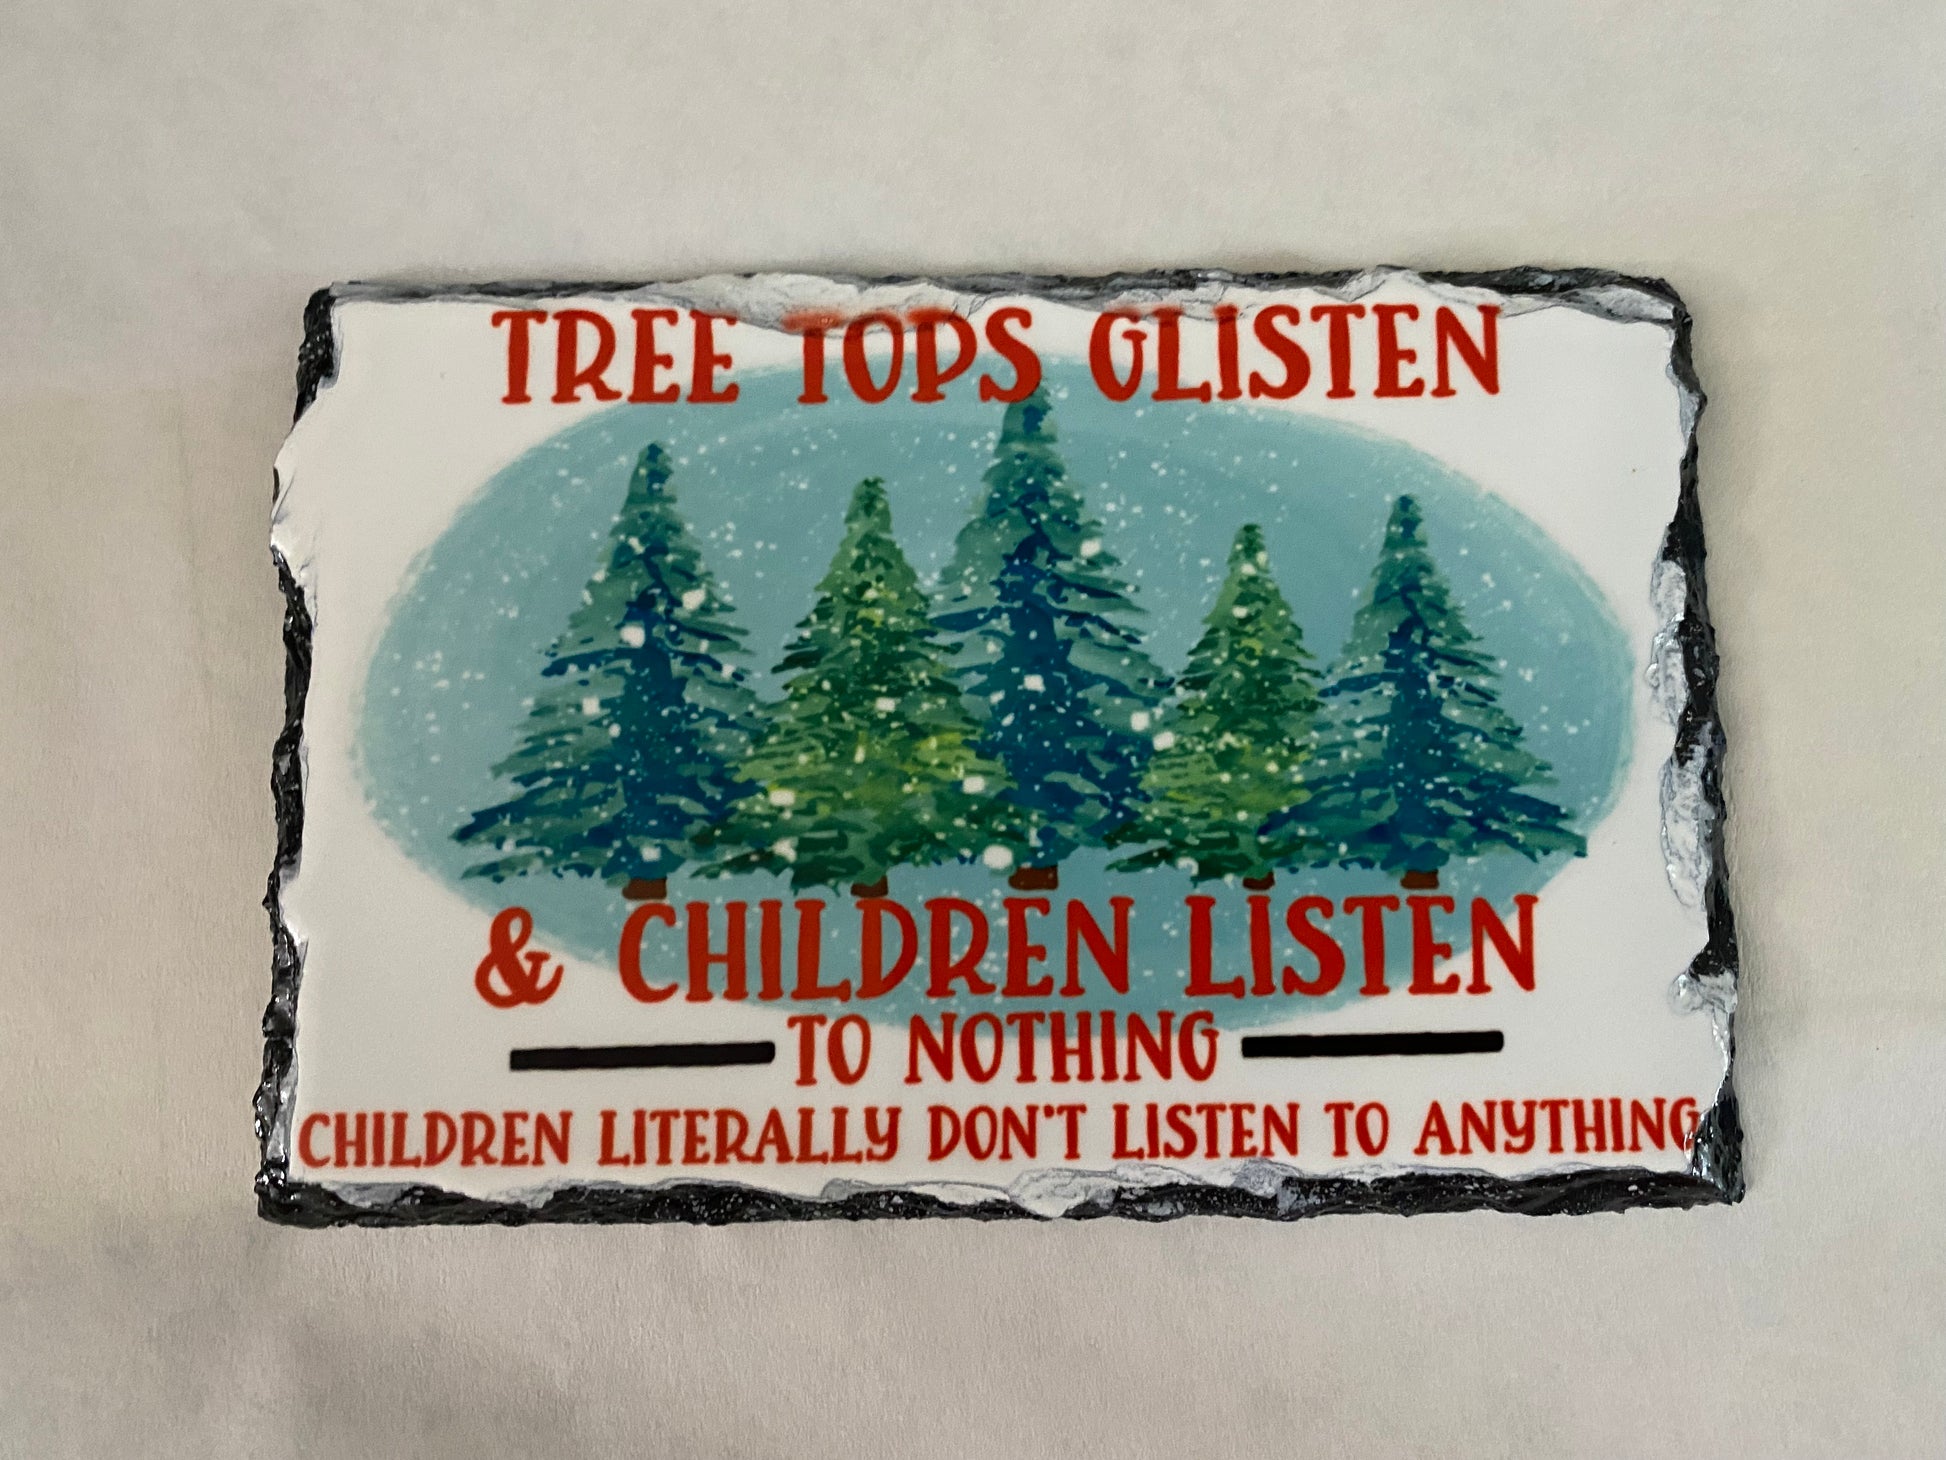 TREE TOPS GLISTEN
& CHILDREN LISTEN
TO NOTHING
CHILDREN LITERALLY DON'T LISTEN TO ANYTHING